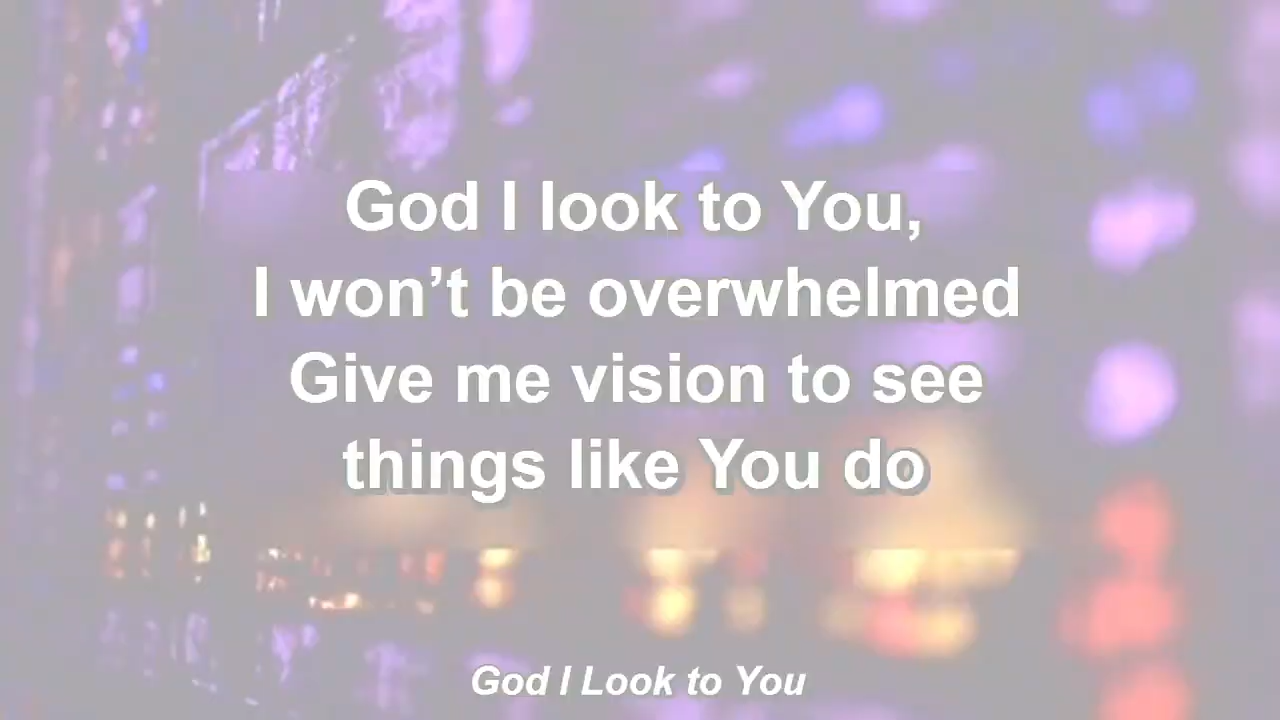 God I look to You,
I won’t be overwhelmed
Give me vision to see
things like You do
God I Look to You